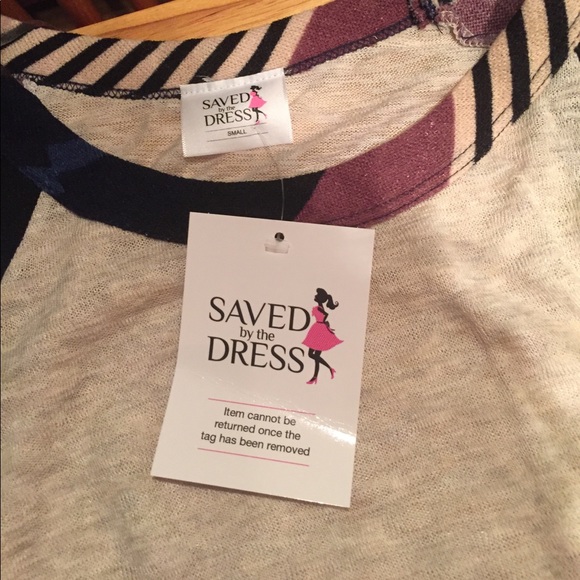 SAVED
by the
DRESS
SMALL
SAVED
by the
DRESS
Item cannot be
returned once the
tag has been removed